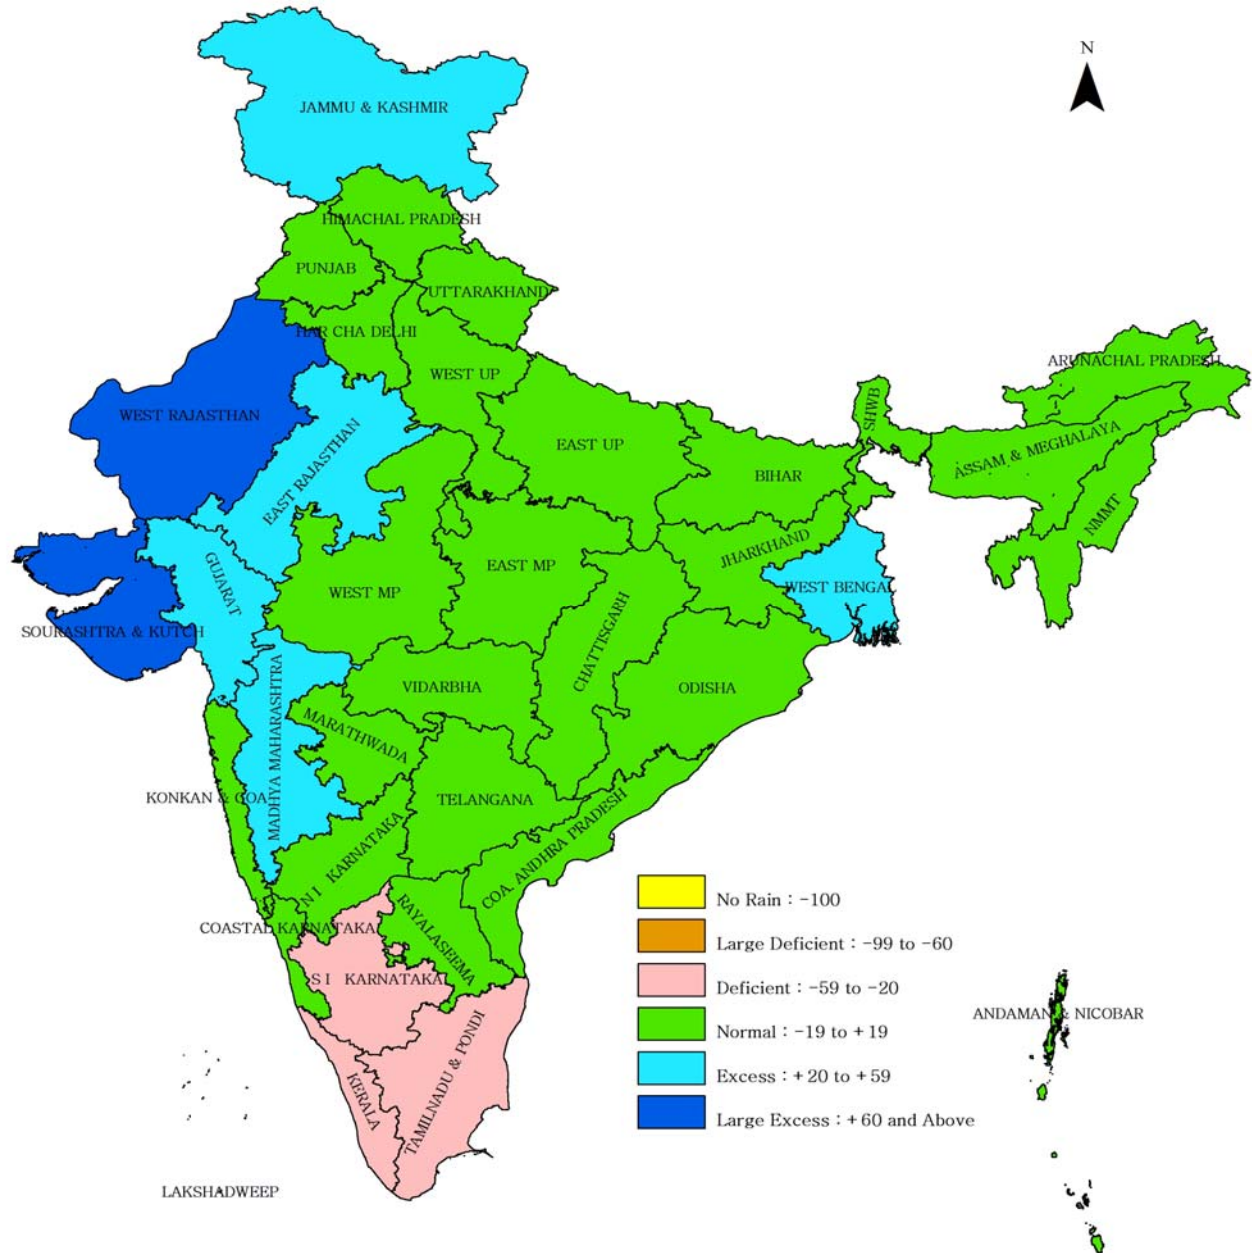 N
JAMMU & KASHMIR
HIMACHAL PRADESH
PUNJAB
UTTARAKHAND
HAR CHA DELHI
ARUNACHAL PRADESH
WEST UP
WEST RAJASTHAN
SHWB
EAST UP
ASSAM & MEGHALAYA
EAST RAJASTHAN
BIHAR
NMMT
JHARKHAND
EAST MP
GUJARAT
WEST MP
WEST BENGAL
SOURASHTRA & KUTCH
CHATTISGARH
VIDARBHA
ODISHA
MADHYA MAHARASHTRA
MARATHWADA
KONKAN & GOA
TELANGANA
COA. ANDHRA PRADESH
N I KARNATAKA
COASTAL KARNATAKA
RAYALASEEMA
S I KARNATAKA
No Rain : -100
Large Deficient : -99 to -60
Deficient : -59 to -20
Normal : -19 to +19
Excess : +20 to +59
Large Excess : +60 and Above
ANDAMAN & NICOBAR
KERALA
TAMILNADU & PONDI
LAKSHADWEEP